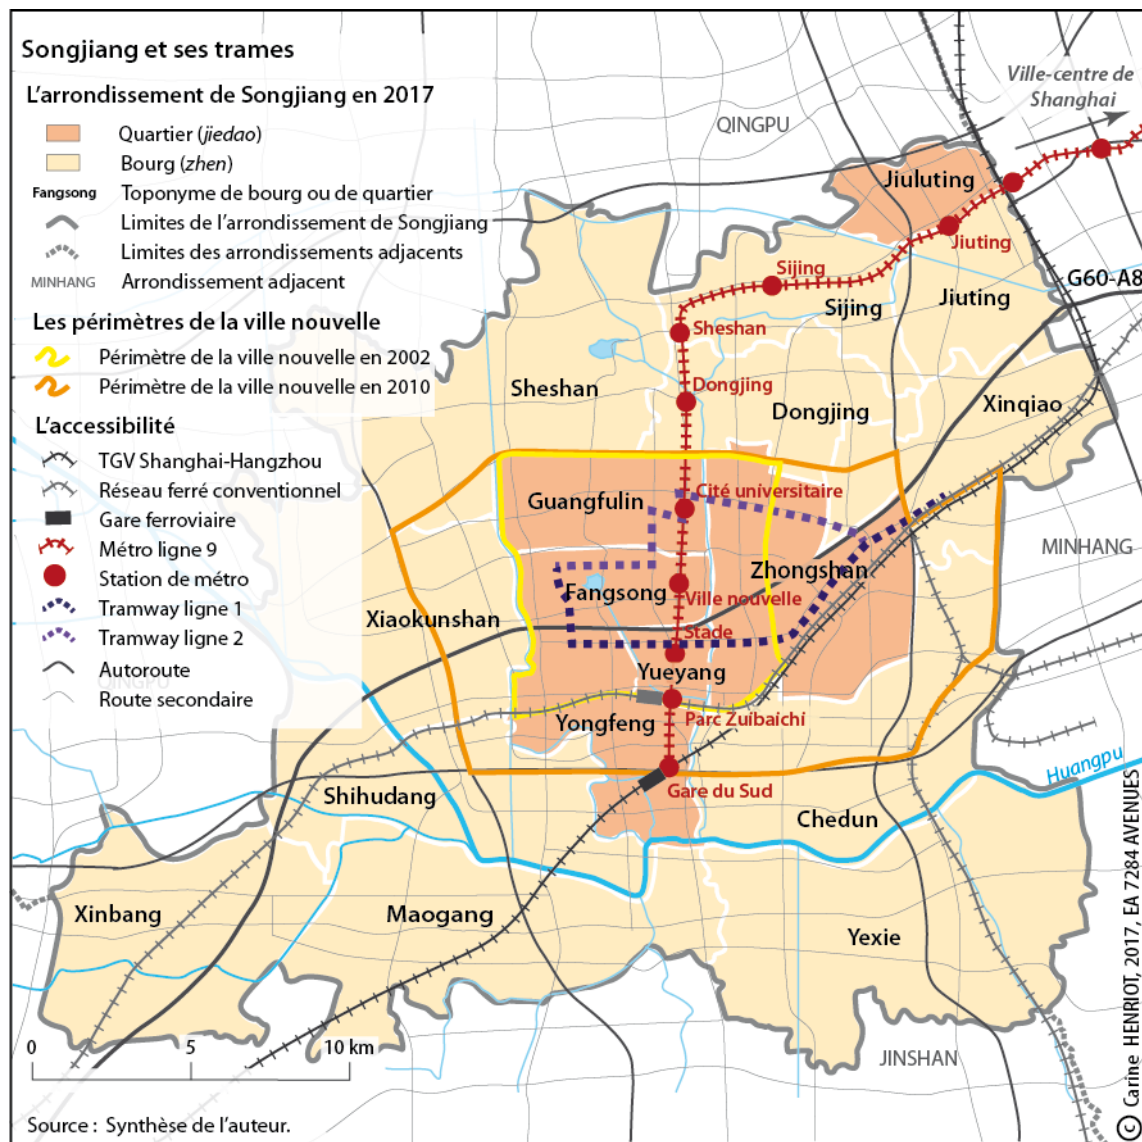 Songjiang et ses trames
L'arrondissement de Songjiang en 2017
Quartier (jiedao)
Bourg (zhen)
Fangsong Toponyme de bourg ou de quartier
Limites de l'arrondissement de Songjiang
Limites des arrondissements adjacents
MINHANG Arrondissement adjacent
Les périmètres de la ville nouvelle
Périmètre de la ville nouvelle en 2002
Périmètre de la ville nouvelle en 2010
L'accessibilité
TGV Shanghai-Hangzhou
Réseau ferré conventionnel
Gare ferroviaire
Métro ligne 9
Station de métro
Tramway ligne 1
Tramway ligne 2
Autoroute
Route secondaire
QINGPU
Ville-centre de
Shanghai
QINGPU
Jiuluting
Jiuting
Sijing
G60-A8
Jiuting
Sijing
Sheshan
Dongjing
Sheshan
Dongjing
Xinqiao
Cité universitaire
Guangfulin
MINHANG
Zhongshan
Fangsong
Ville nouvelle
Xiaokunshan
Stade
Yueyang
Yongfeng
Parc Zuibaichí
Huangpu
Gare du Sud
Shihudang
Chedun
Xinbang
Maogang
Yexie
JINSHAN
0 5 10 km
Source : Synthèse de l'auteur.
© Carine HENRIOT, 2017, EA 7284 AVENUES